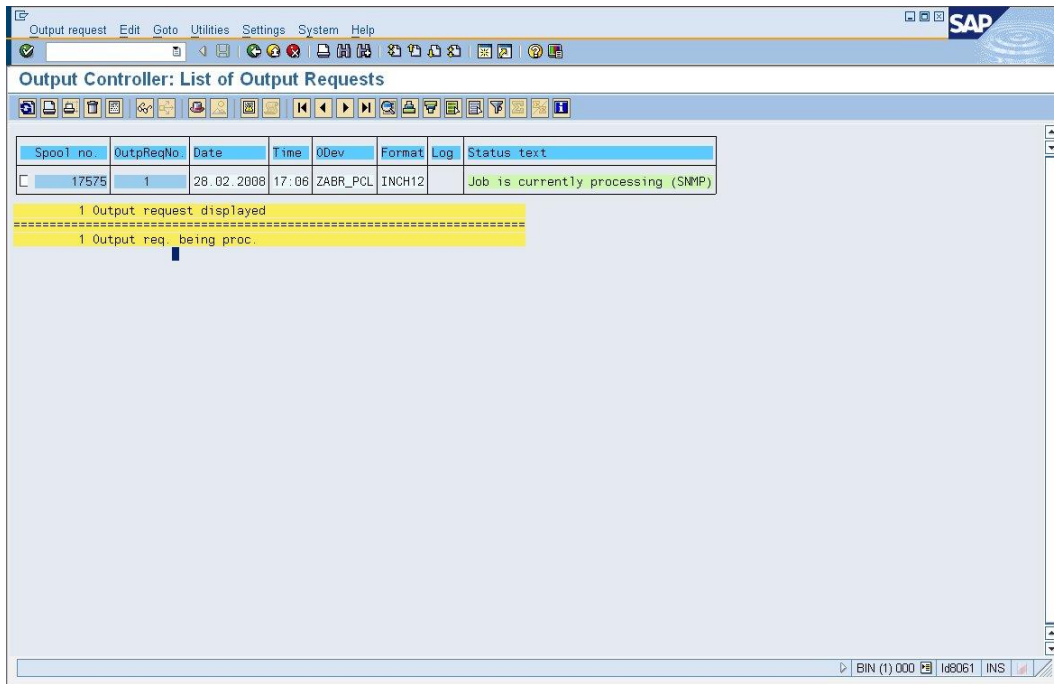 Output request Edit Goto Utilities Settings System Help
SAP
Output Controller: List of Output Requests
Spool no. OutpReqNo. Date Time ODev Format Log Status text
17575 1 28.02.2008 17:06 ZABR_PCL INCH12 Job is currently processing (SNMP)
1 Output request displayed
1 Output req. being proc.
BIN (1) 000 ld8061 INS